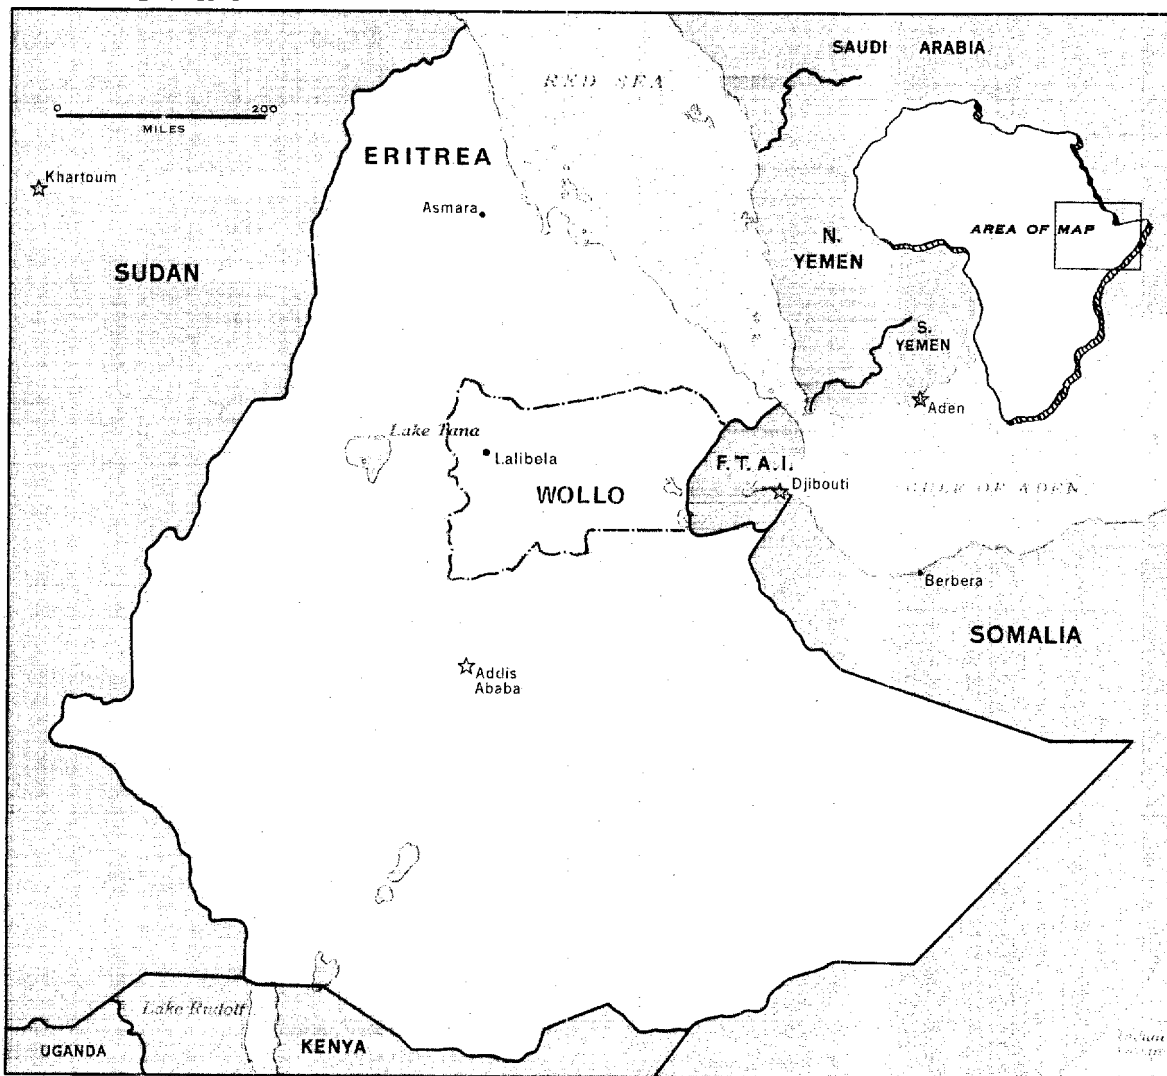 SAUDI ARABIA
RED SEA
0 200
MILES
ERITREA
Khartoum
Asmara
AREA OF MAP
N.
YEMEN
SUDAN
S.
YEMEN
Aden
Lake Tana
Lalibela
F.T.A.I.
Djibouti
WOLLO
GULF OF ADEN
Berbera
SOMALIA
Addis
Ababa
Lake Rudolf
UGANDA
KENYA